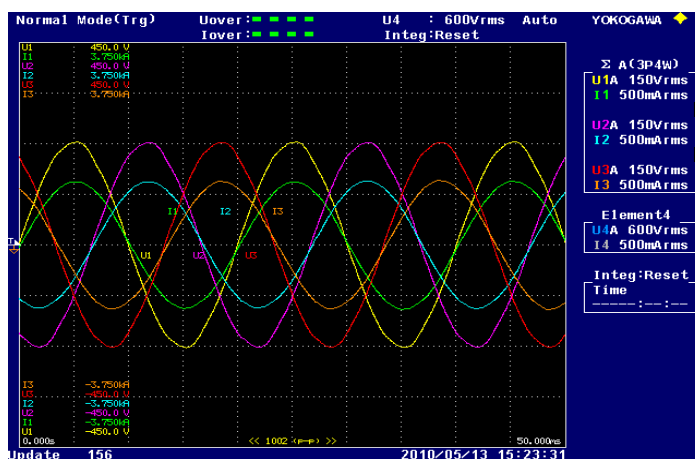 Normal Mode(Trg) Uover: U4 : 600Vrms Auto YOKOGAWA
Iover: Integ:Reset
U1 450.0 V
I1 3.750kA
U2 450.0 V
I2 3.750kA
U3 450.0 V
I3 3.750kA
Σ A(3P4W)
U1A 150Vrms
I1 500mArms
U2A 150Vrms
I2 500mArms
U3A 150Vrms
I3 500mArms
Element4
U4A 600Vrms
I4 500mArms
Integ:Reset
Time
-----:--:--
I1 I2 I3
U1 U2 U3
T
I3 -3.750kA
U3 -450.0 V
I2 -3.750kA
U2 -450.0 V
I1 -3.750kA
U1 -450.0 V
0.000s << 1002 (p-p) >> 50.000ms
Update 156 2010/05/13 15:23:31